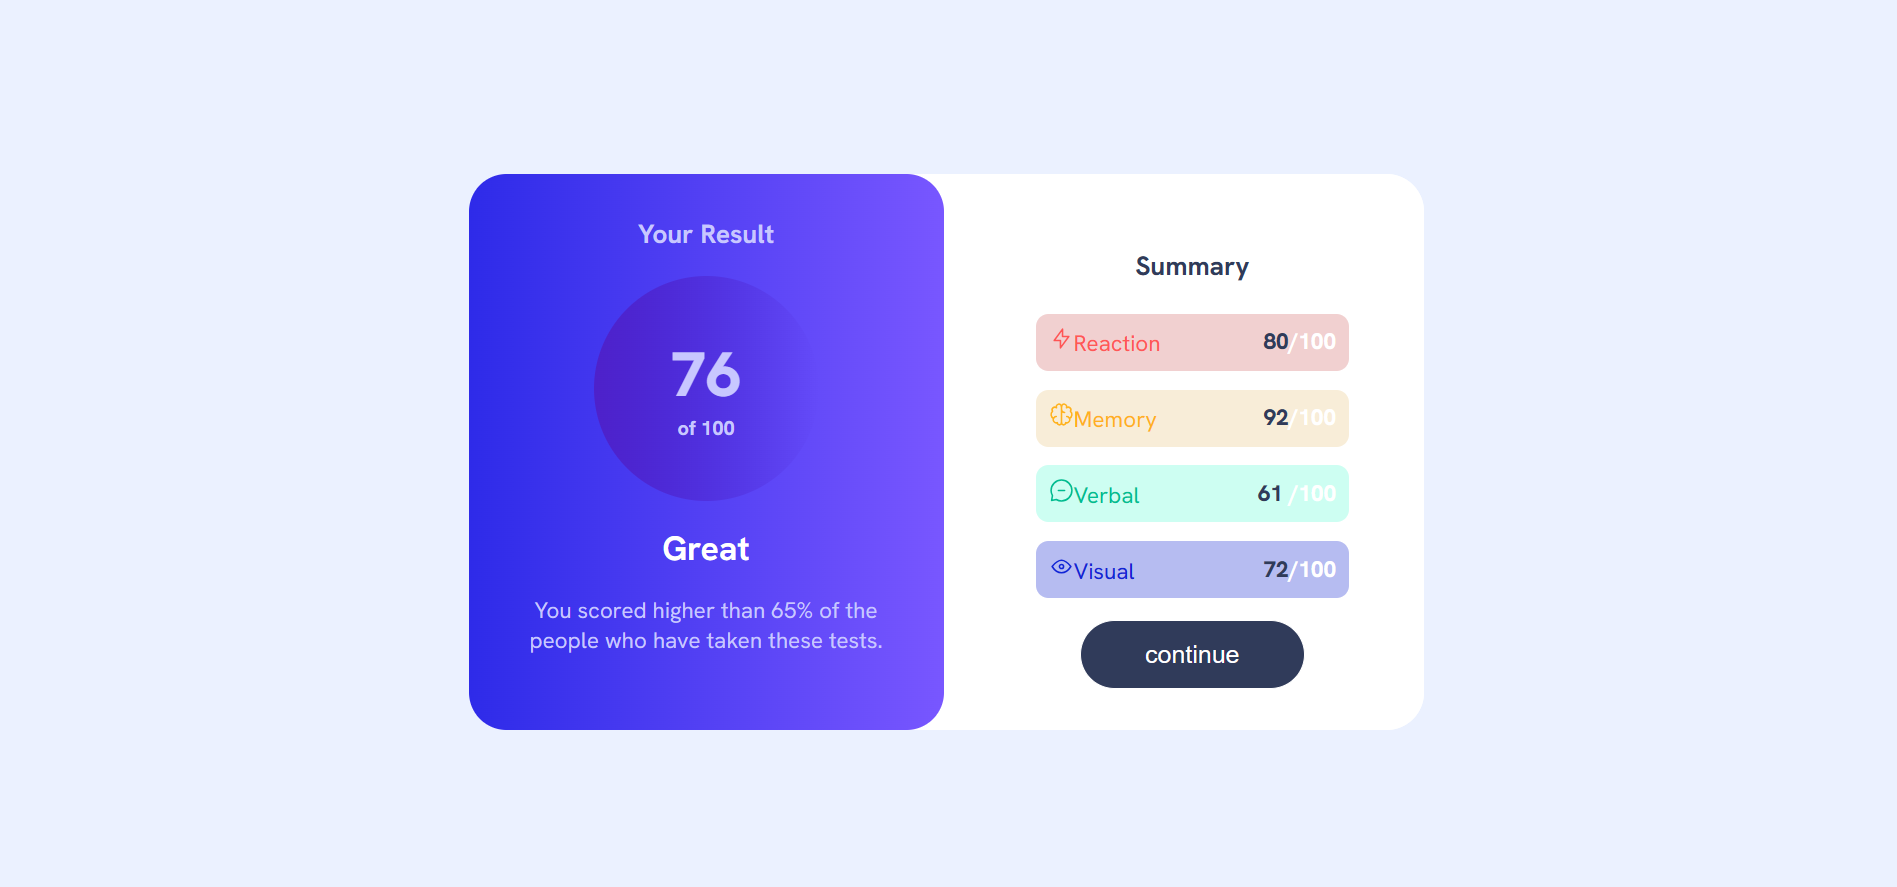 Your Result
76
of 100
Great
You scored higher than 65% of the
people who have taken these tests.
Summary
Reaction 80/100
Memory 92/100
Verbal 61 /100
Visual 72/100
continue